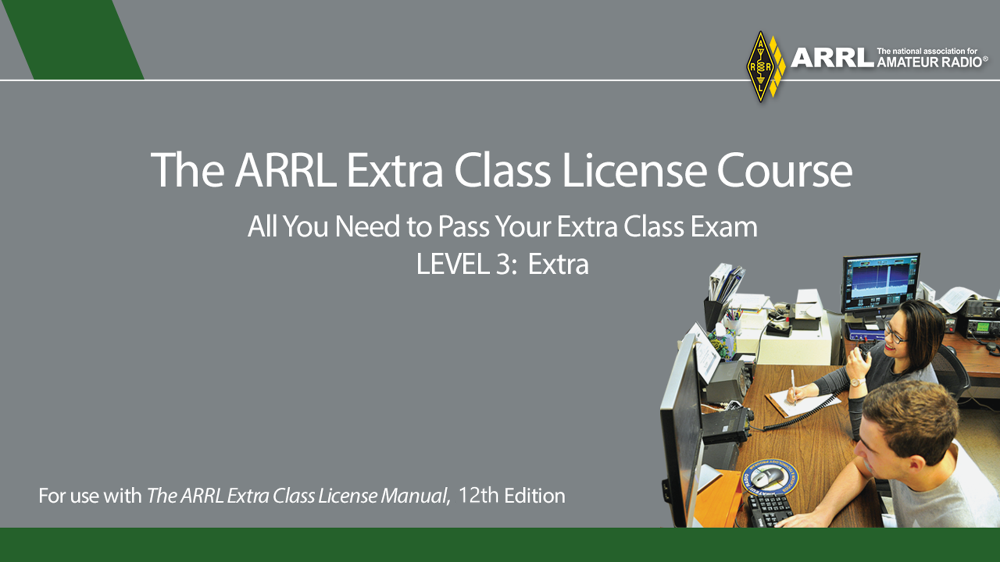 A
R R
L
ARRL The national association for
AMATEUR RADIO®
The ARRL Extra Class License Course
All You Need to Pass Your Extra Class Exam
LEVEL 3: Extra
For use with The ARRL Extra Class License Manual, 12th Edition